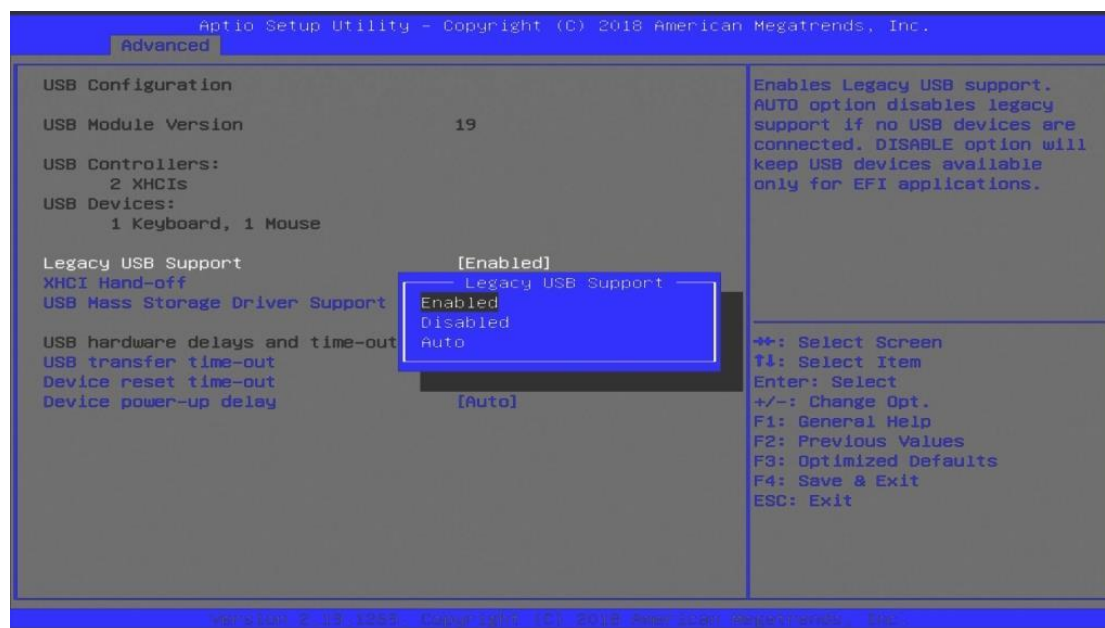 Aptio Setup Utility - Copyright (C) 2018 American Megatrends, Inc.
Advanced
USB Configuration
USB Module Version 19
USB Controllers:
2 XHCIs
USB Devices:
1 Keyboard, 1 Mouse
Legacy USB Support [Enabled]
XHCI Hand-off
USB Mass Storage Driver Support
USB hardware delays and time-out
USB transfer time-out
Device reset time-out
Device power-up delay [Auto]
Legacy USB Support
Enabled
Disabled
Auto
Enables Legacy USB support.
AUTO option disables legacy
support if no USB devices are
connected. DISABLE option will
keep USB devices available
only for EFI applications.
→←: Select Screen
↑↓: Select Item
Enter: Select
+/-: Change Opt.
F1: General Help
F2: Previous Values
F3: Optimized Defaults
F4: Save & Exit
ESC: Exit
Copyright (C) 2018 American Megatrends, Inc.